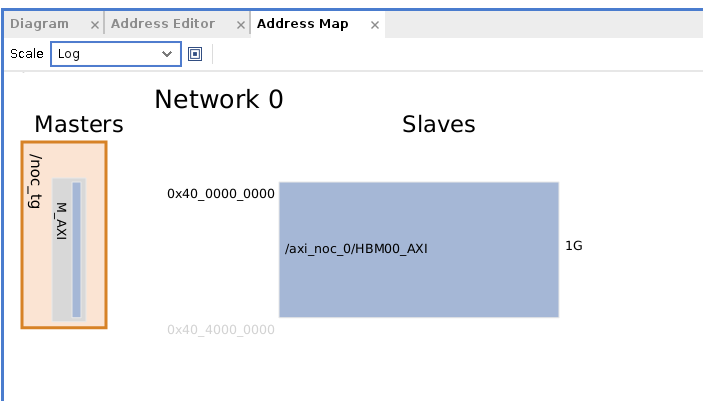 Diagram × Address Editor × Address Map ×
Scale Log
Network 0
Masters Slaves
/noc_tg
M_AXI
0x40_0000_0000
/axi_noc_0/HBM00_AXI 1G
0x40_4000_0000